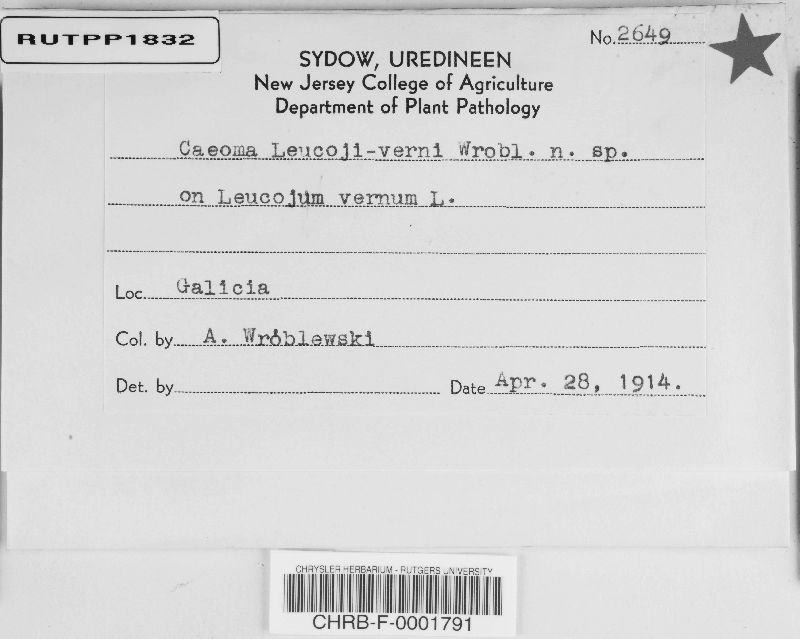 RUTPP1832
No. 2649
SYDOW, UREDINEEN
New Jersey College of Agriculture
Department of Plant Pathology
Caeoma Leucoji-verni Wrobl. n. sp.
on Leucojum vernum L.
Loc. Galicia
Col. by A. Wróblewski
Det. by
Date Apr. 28, 1914.
CHRYSLER HERBARIUM - RUTGERS UNIVERSITY
CHRB-F-0001791